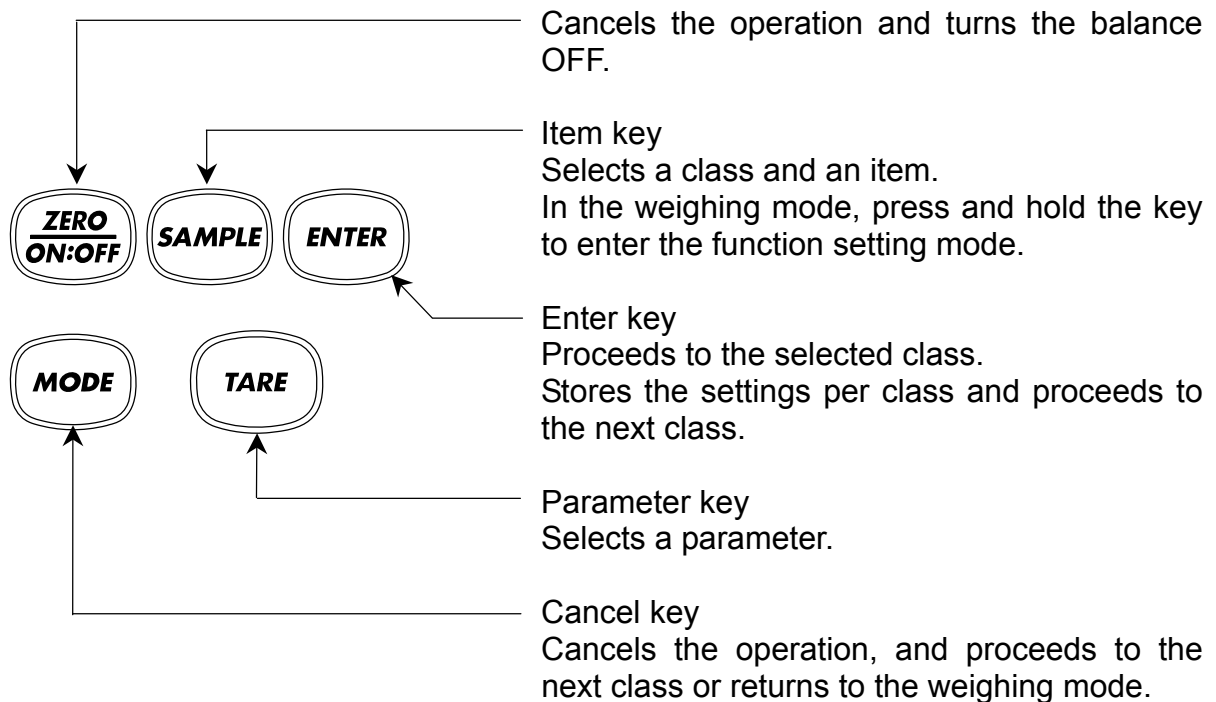 Cancels the operation and turns the balance
OFF.
Item key
Selects a class and an item.
In the weighing mode, press and hold the key
to enter the function setting mode.
ZERO
ON:OFF
SAMPLE
ENTER
Enter key
Proceeds to the selected class.
Stores the settings per class and proceeds to
the next class.
MODE
TARE
Parameter key
Selects a parameter.
Cancel key
Cancels the operation, and proceeds to the
next class or returns to the weighing mode.